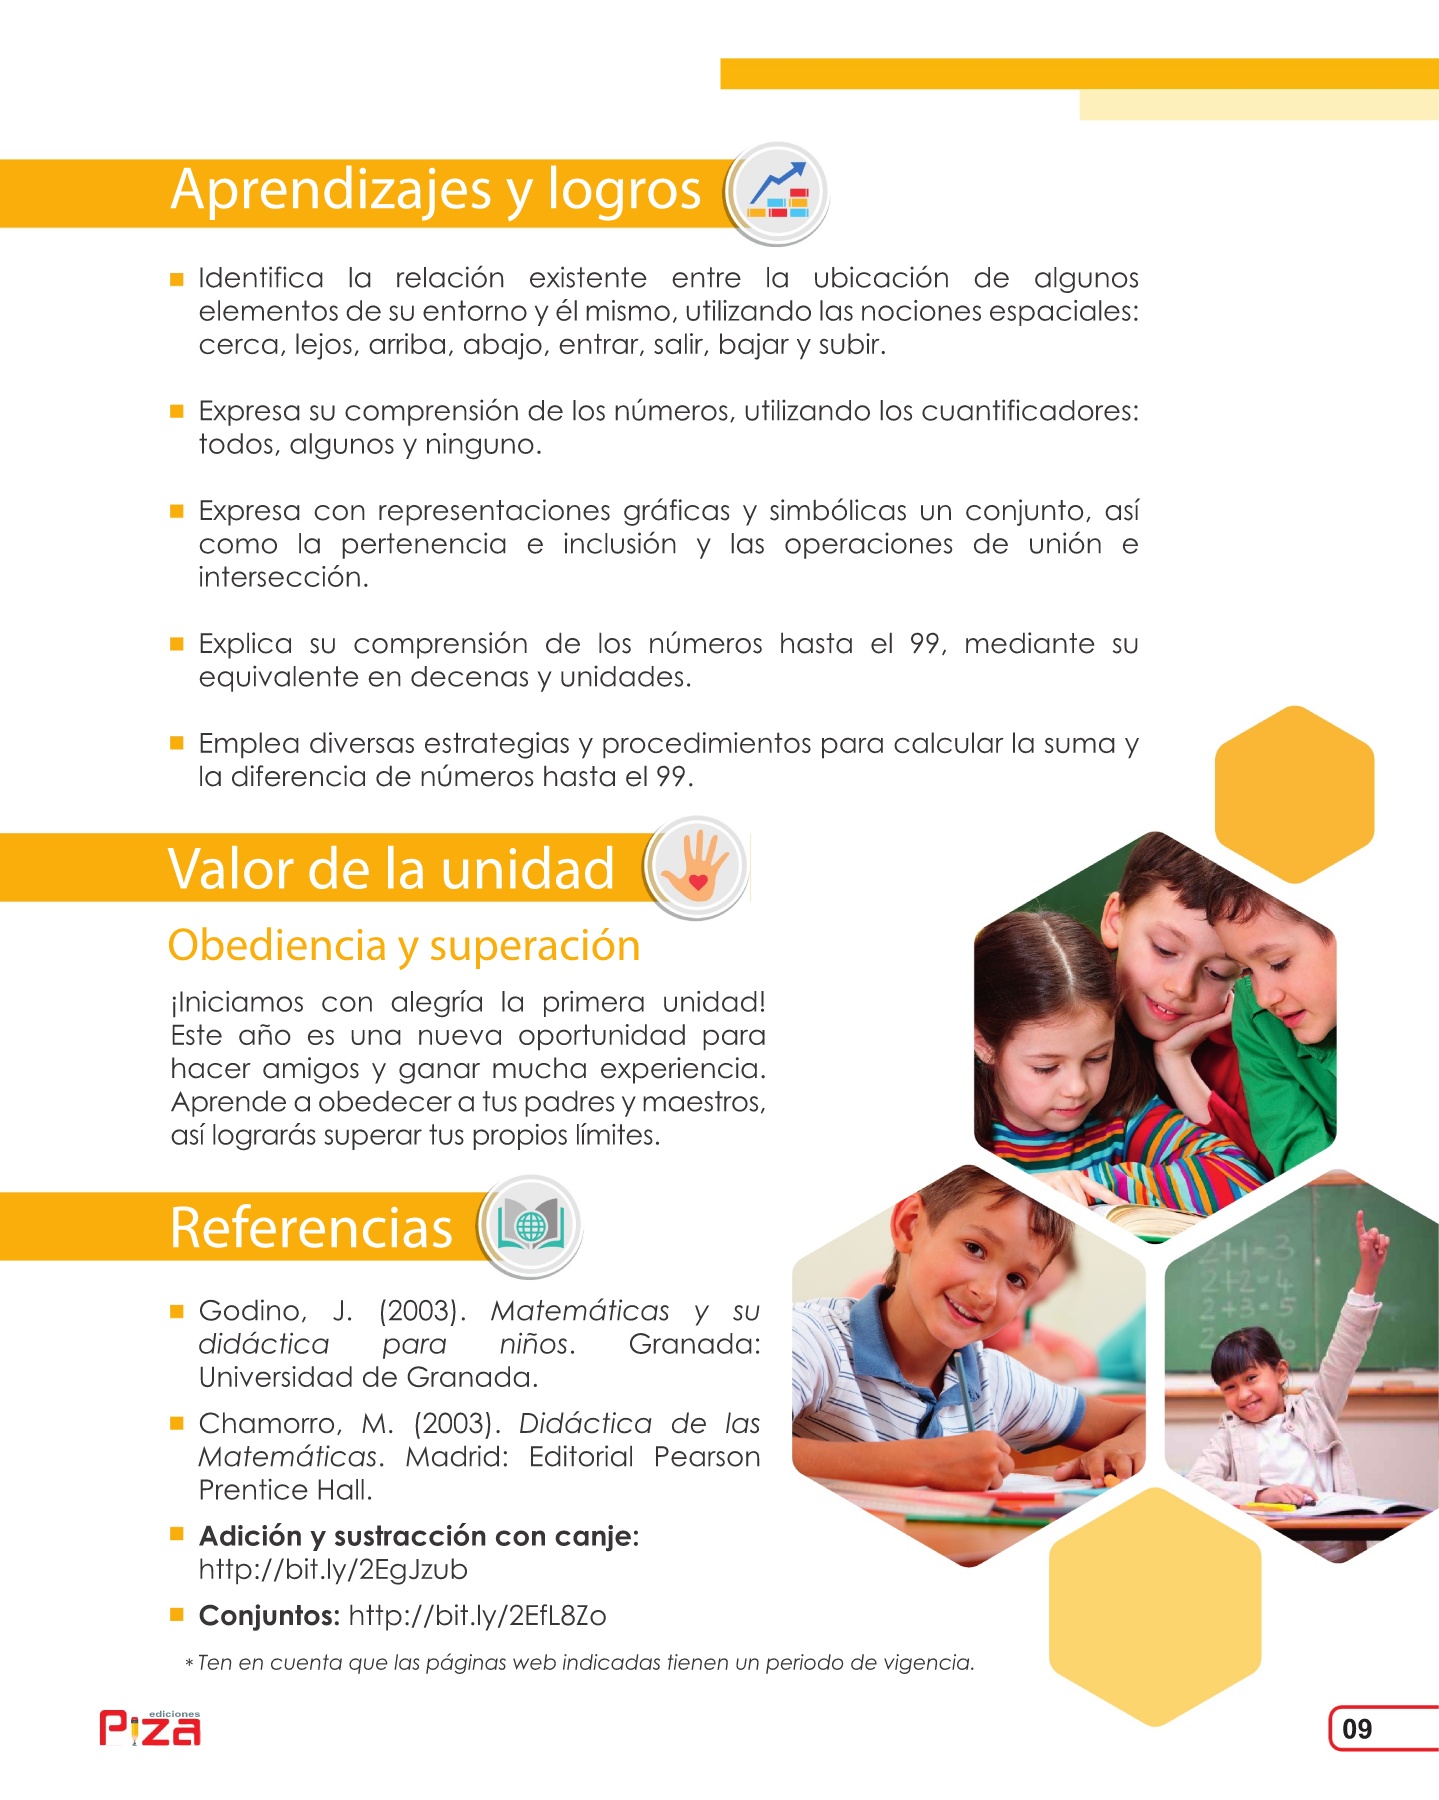 Aprendizajes y logros
Identifica la relación existente entre la ubicación de algunos
elementos de su entorno y él mismo, utilizando las nociones espaciales:
cerca, lejos, arriba, abajo, entrar, salir, bajar y subir.
Expresa su comprensión de los números, utilizando los cuantificadores:
todos, algunos y ninguno.
Expresa con representaciones gráficas y simbólicas un conjunto, así
como la pertenencia e inclusión y las operaciones de unión e
intersección.
Explica su comprensión de los números hasta el 99, mediante su
equivalente en decenas y unidades.
Emplea diversas estrategias y procedimientos para calcular la suma y
la diferencia de números hasta el 99.
Valor de la unidad
Obediencia y superación
¡Iniciamos con alegría la primera unidad!
Este año es una nueva oportunidad para
hacer amigos y ganar mucha experiencia.
Aprende a obedecer a tus padres y maestros,
así lograrás superar tus propios límites.
Referencias
Godino, J. (2003). Matemáticas y su
didáctica para niños. Granada:
Universidad de Granada.
Chamorro, M. (2003). Didáctica de las
Matemáticas. Madrid: Editorial Pearson
Prentice Hall.
Adición y sustracción con canje:
http://bit.ly/2EgJzub
Conjuntos: http://bit.ly/2EfL8Zo
* Ten en cuenta que las páginas web indicadas tienen un periodo de vigencia.
2+1=3
2+2=4
2+3=5
ediciones
Piza
09